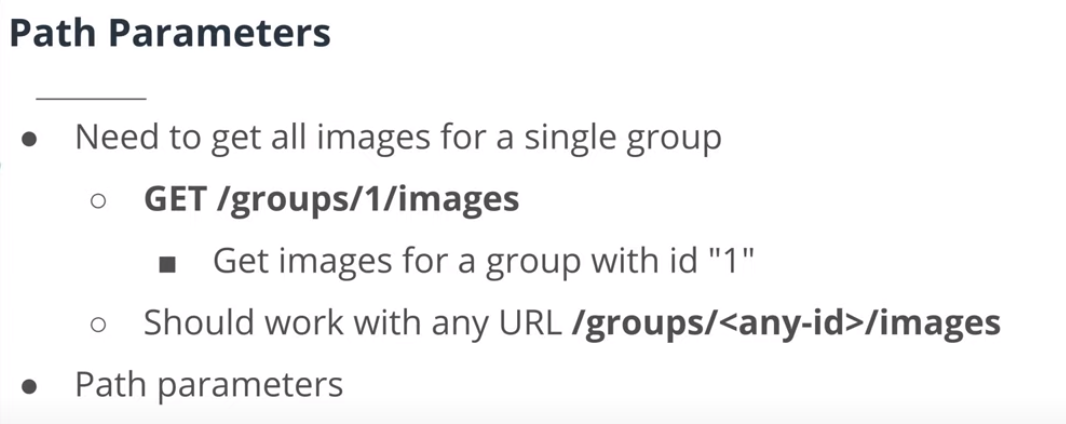 Path Parameters
● Need to get all images for a single group
○ GET /groups/1/images
■ Get images for a group with id "1"
○ Should work with any URL /groups/<any-id>/images
● Path parameters